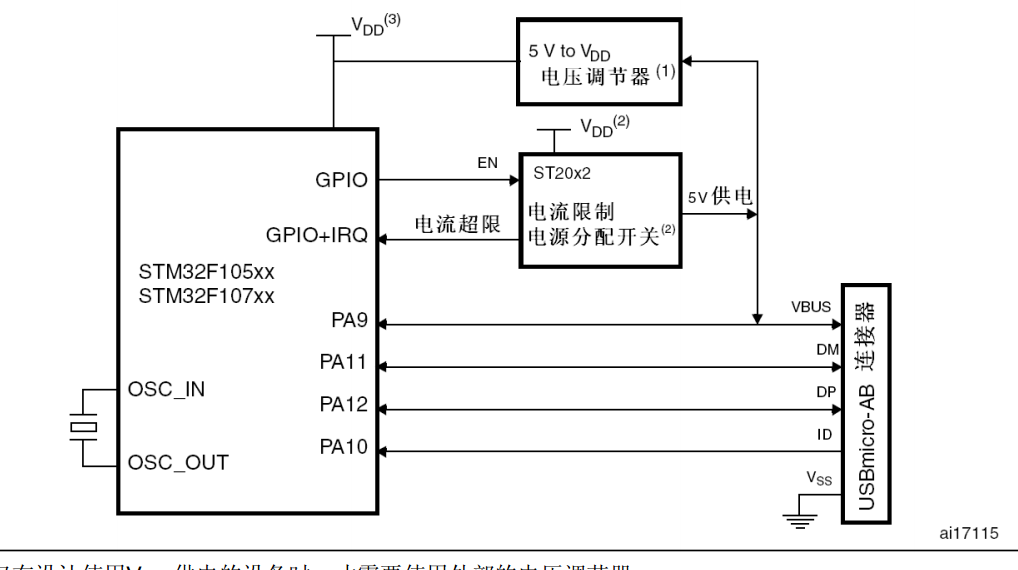 VDD(3)
5 V to VDD
电压调节器(1)
VDD(2)
EN
GPIO
ST20x2
电流限制
电源分配开关(2)
5V供电
电流超限
GPIO+IRQ
STM32F105xx
STM32F107xx
PA9
VBUS
PA11
DM
PA12
DP
PA10
ID
OSC_IN
OSC_OUT
VSS
USBmicro-AB 连接器
ai17115